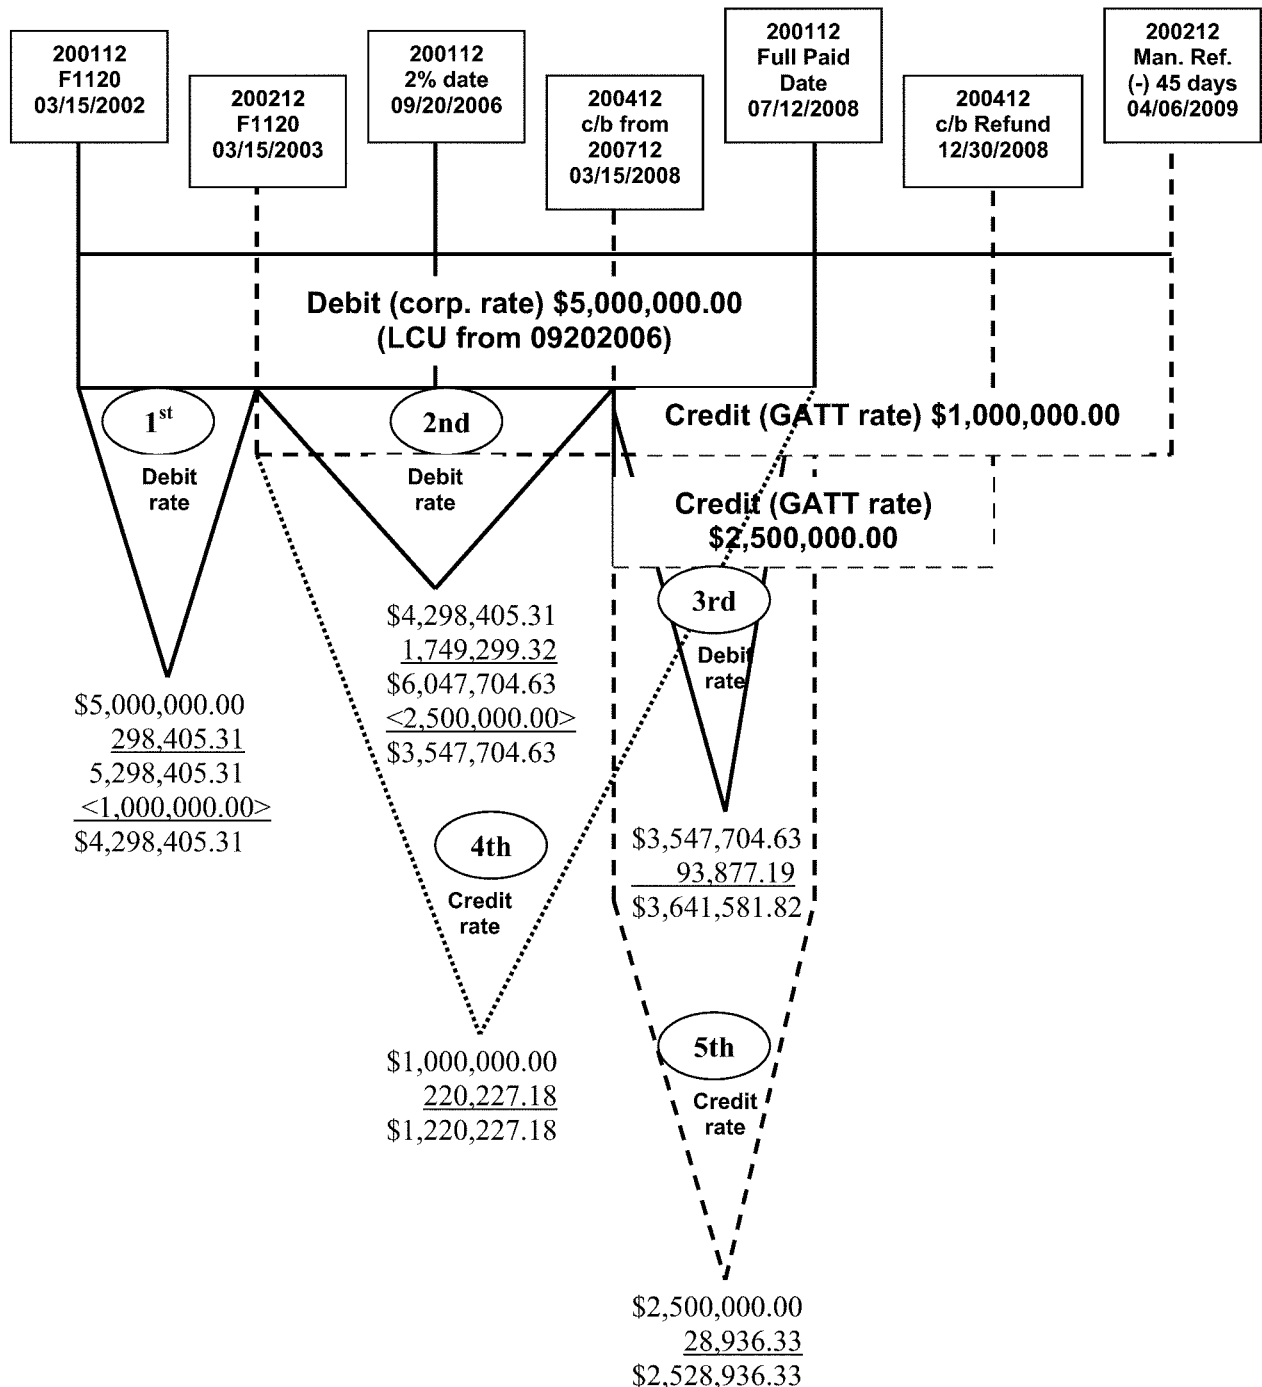 200112
F1120
03/15/2002
200212
F1120
03/15/2003
200112
2% date
09/20/2006
200412
c/b from
200712
03/15/2008
200112
Full Paid
Date
07/12/2008
200412
c/b Refund
12/30/2008
200212
Man. Ref.
(-) 45 days
04/06/2009
Debit (corp. rate) $5,000,000.00
(LCU from 09202006)
Credit (GATT rate) $1,000,000.00
Credit (GATT rate)
$2,500,000.00
1st
Debit
rate
$5,000,000.00
298,405.31
5,298,405.31
<1,000,000.00>
$4,298,405.31
2nd
Debit
rate
$4,298,405.31
1,749,299.32
$6,047,704.63
<2,500,000.00>
$3,547,704.63
3rd
Debit
rate
$3,547,704.63
93,877.19
$3,641,581.82
4th
Credit
rate
$1,000,000.00
220,227.18
$1,220,227.18
5th
Credit
rate
$2,500,000.00
28,936.33
$2,528,936.33